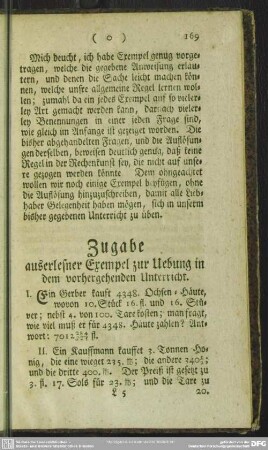 ( o ) 169
Mich deucht, ich habe Exempel genug vorge-
tragen, welche die gegebene Anweisung erlau-
tern, und denen die Sache leicht machen kön-
nen, welche unsre allgemeine Regel lernen wol-
len; zumahl da ein jedes Exempel auf so vieler-
ley Art gemacht werden kann, darnach vieler-
ley Benennungen in einer jeden Frage sind,
wie gleich im Anfange ist gezeiget worden. Die
bisher abgehandelten Fragen, und die Auflösun-
gen derselben, beweisen deutlich genug, daß keine
Regel in der Rechenkunst sey, die nicht auf unse-
re gezogen werden könnte. Dem ohngeachtet
wollen wir noch einige Exempel beyfügen, ohne
die Auflösung hinzuzuschreiben, damit alle Lieb-
haber Gelegenheit haben mögen, sich in unserm
bisher gegebenen Unterricht zu üben.
Zugabe
auserlesner Exempel zur Uebung in
dem vorhergehenden Unterricht.
I. Ein Gerber kauft 4348. Ochsen-Häute,
wovon 10. Stück 16. fl. und 16. Stü-
ver; nebst 4. von 100. Tare kosten; man fragt,
wie viel muß er für 4348. Haute zahlen? Ant-
wort: 7012 fl.
II. Ein Kauffmann kauffet 3. Tonnen Ho-
nig, die eine wieget 235. m; die andere 340
und die dritte 400. m. Der Preiß ist gesetzt zu
3. fl. 17. Sols für 23. m; und die Tare zu
L 5 20.